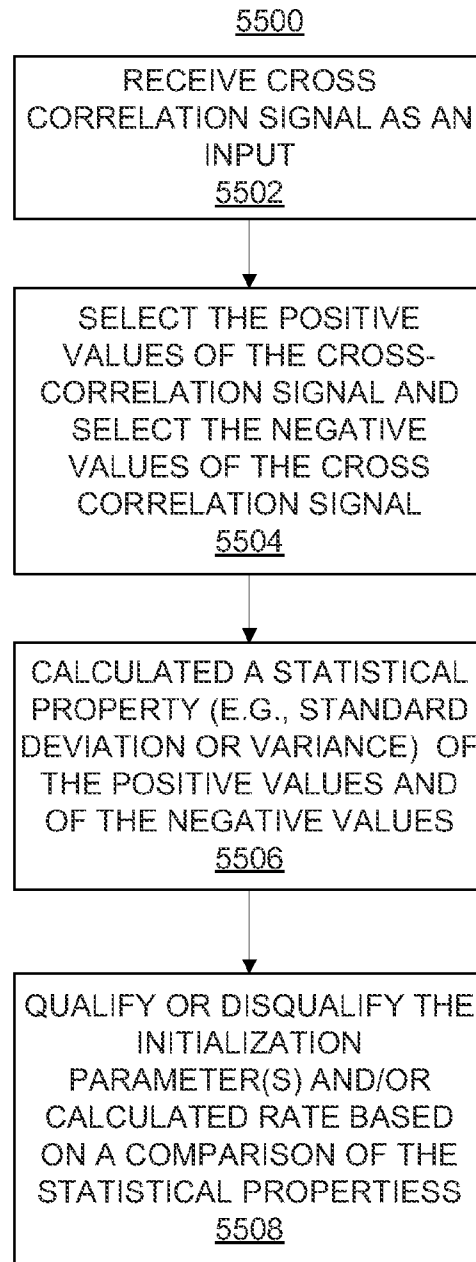 5500
RECEIVE CROSS
CORRELATION SIGNAL AS AN
INPUT
5502
SELECT THE POSITIVE
VALUES OF THE CROSS-
CORRELATION SIGNAL AND
SELECT THE NEGATIVE
VALUES OF THE CROSS
CORRELATION SIGNAL
5504
CALCULATED A STATISTICAL
PROPERTY (E.G., STANDARD
DEVIATION OR VARIANCE) OF
THE POSITIVE VALUES AND
OF THE NEGATIVE VALUES
5506
QUALIFY OR DISQUALIFY THE
INITIALIZATION
PARAMETER(S) AND/OR
CALCULATED RATE BASED
ON A COMPARISON OF THE
STATISTICAL PROPERTIESS
5508